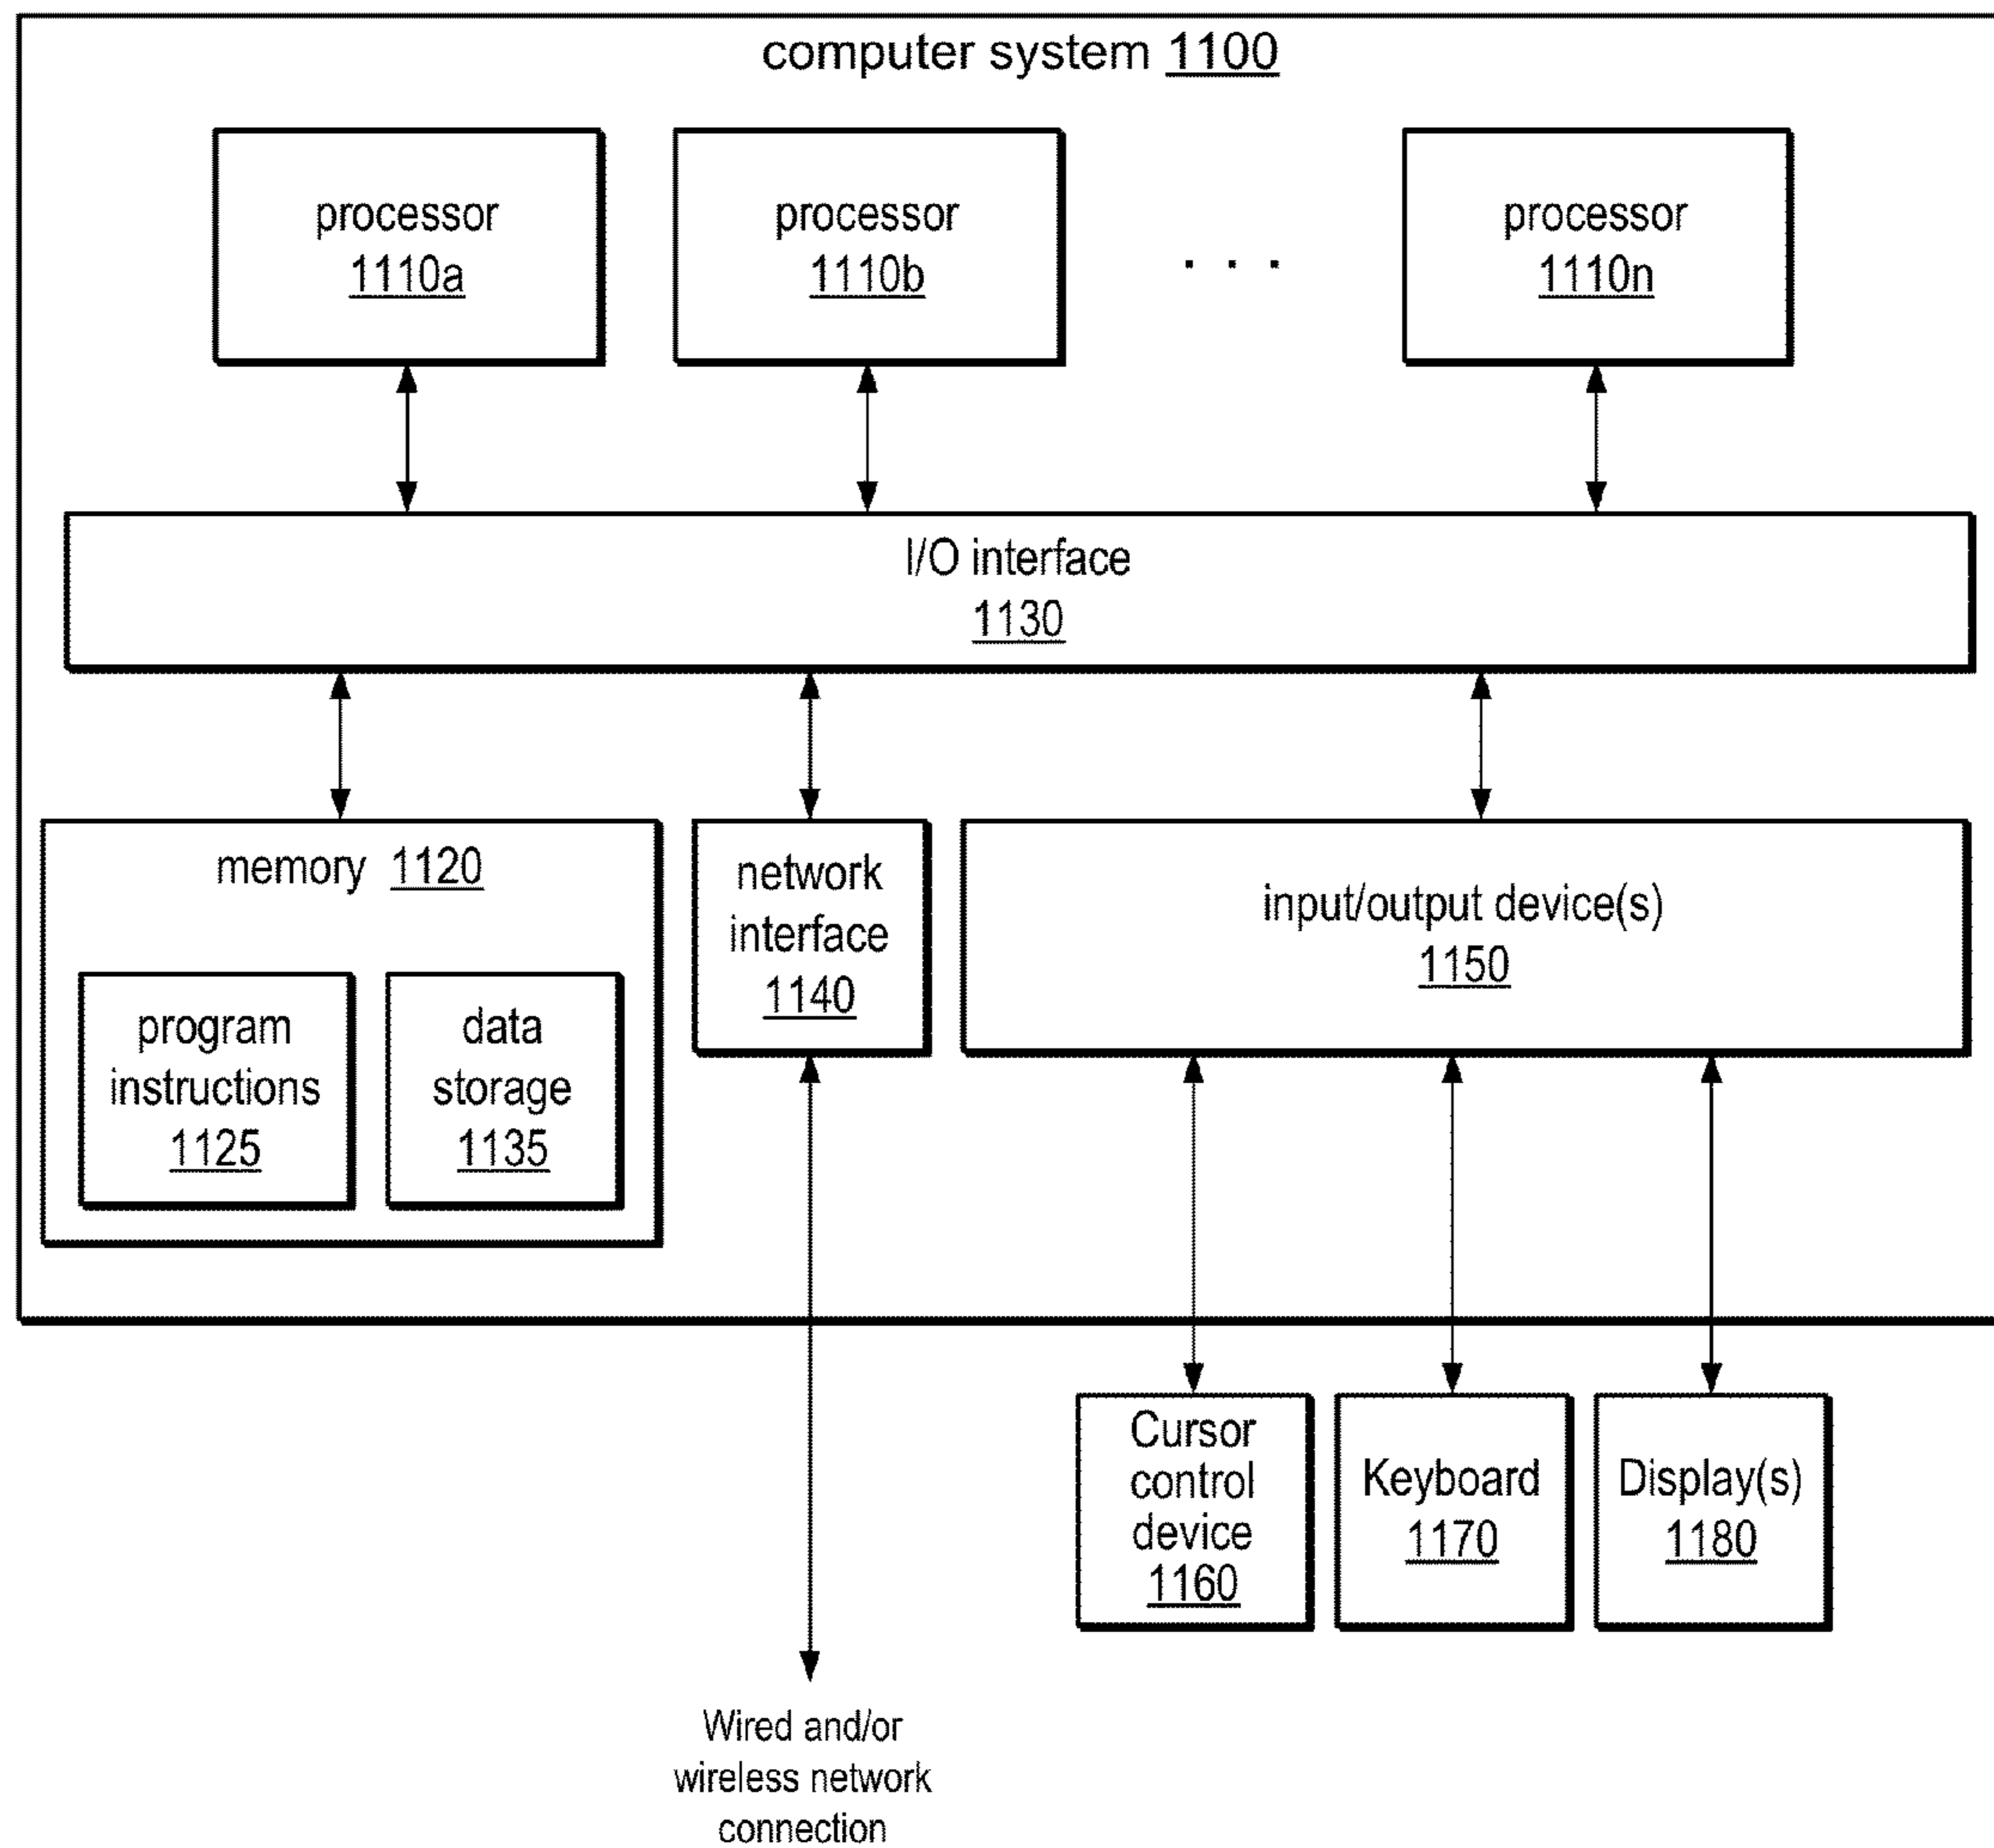 computer system 1100
processor
1110a
processor
1110b
. . .
processor
1110n
I/O interface
1130
memory 1120
program
instructions
1125
data
storage
1135
network
interface
1140
input/output device(s)
1150
Cursor
control
device
1160
Keyboard
1170
Display(s)
1180
Wired and/or
wireless network
connection